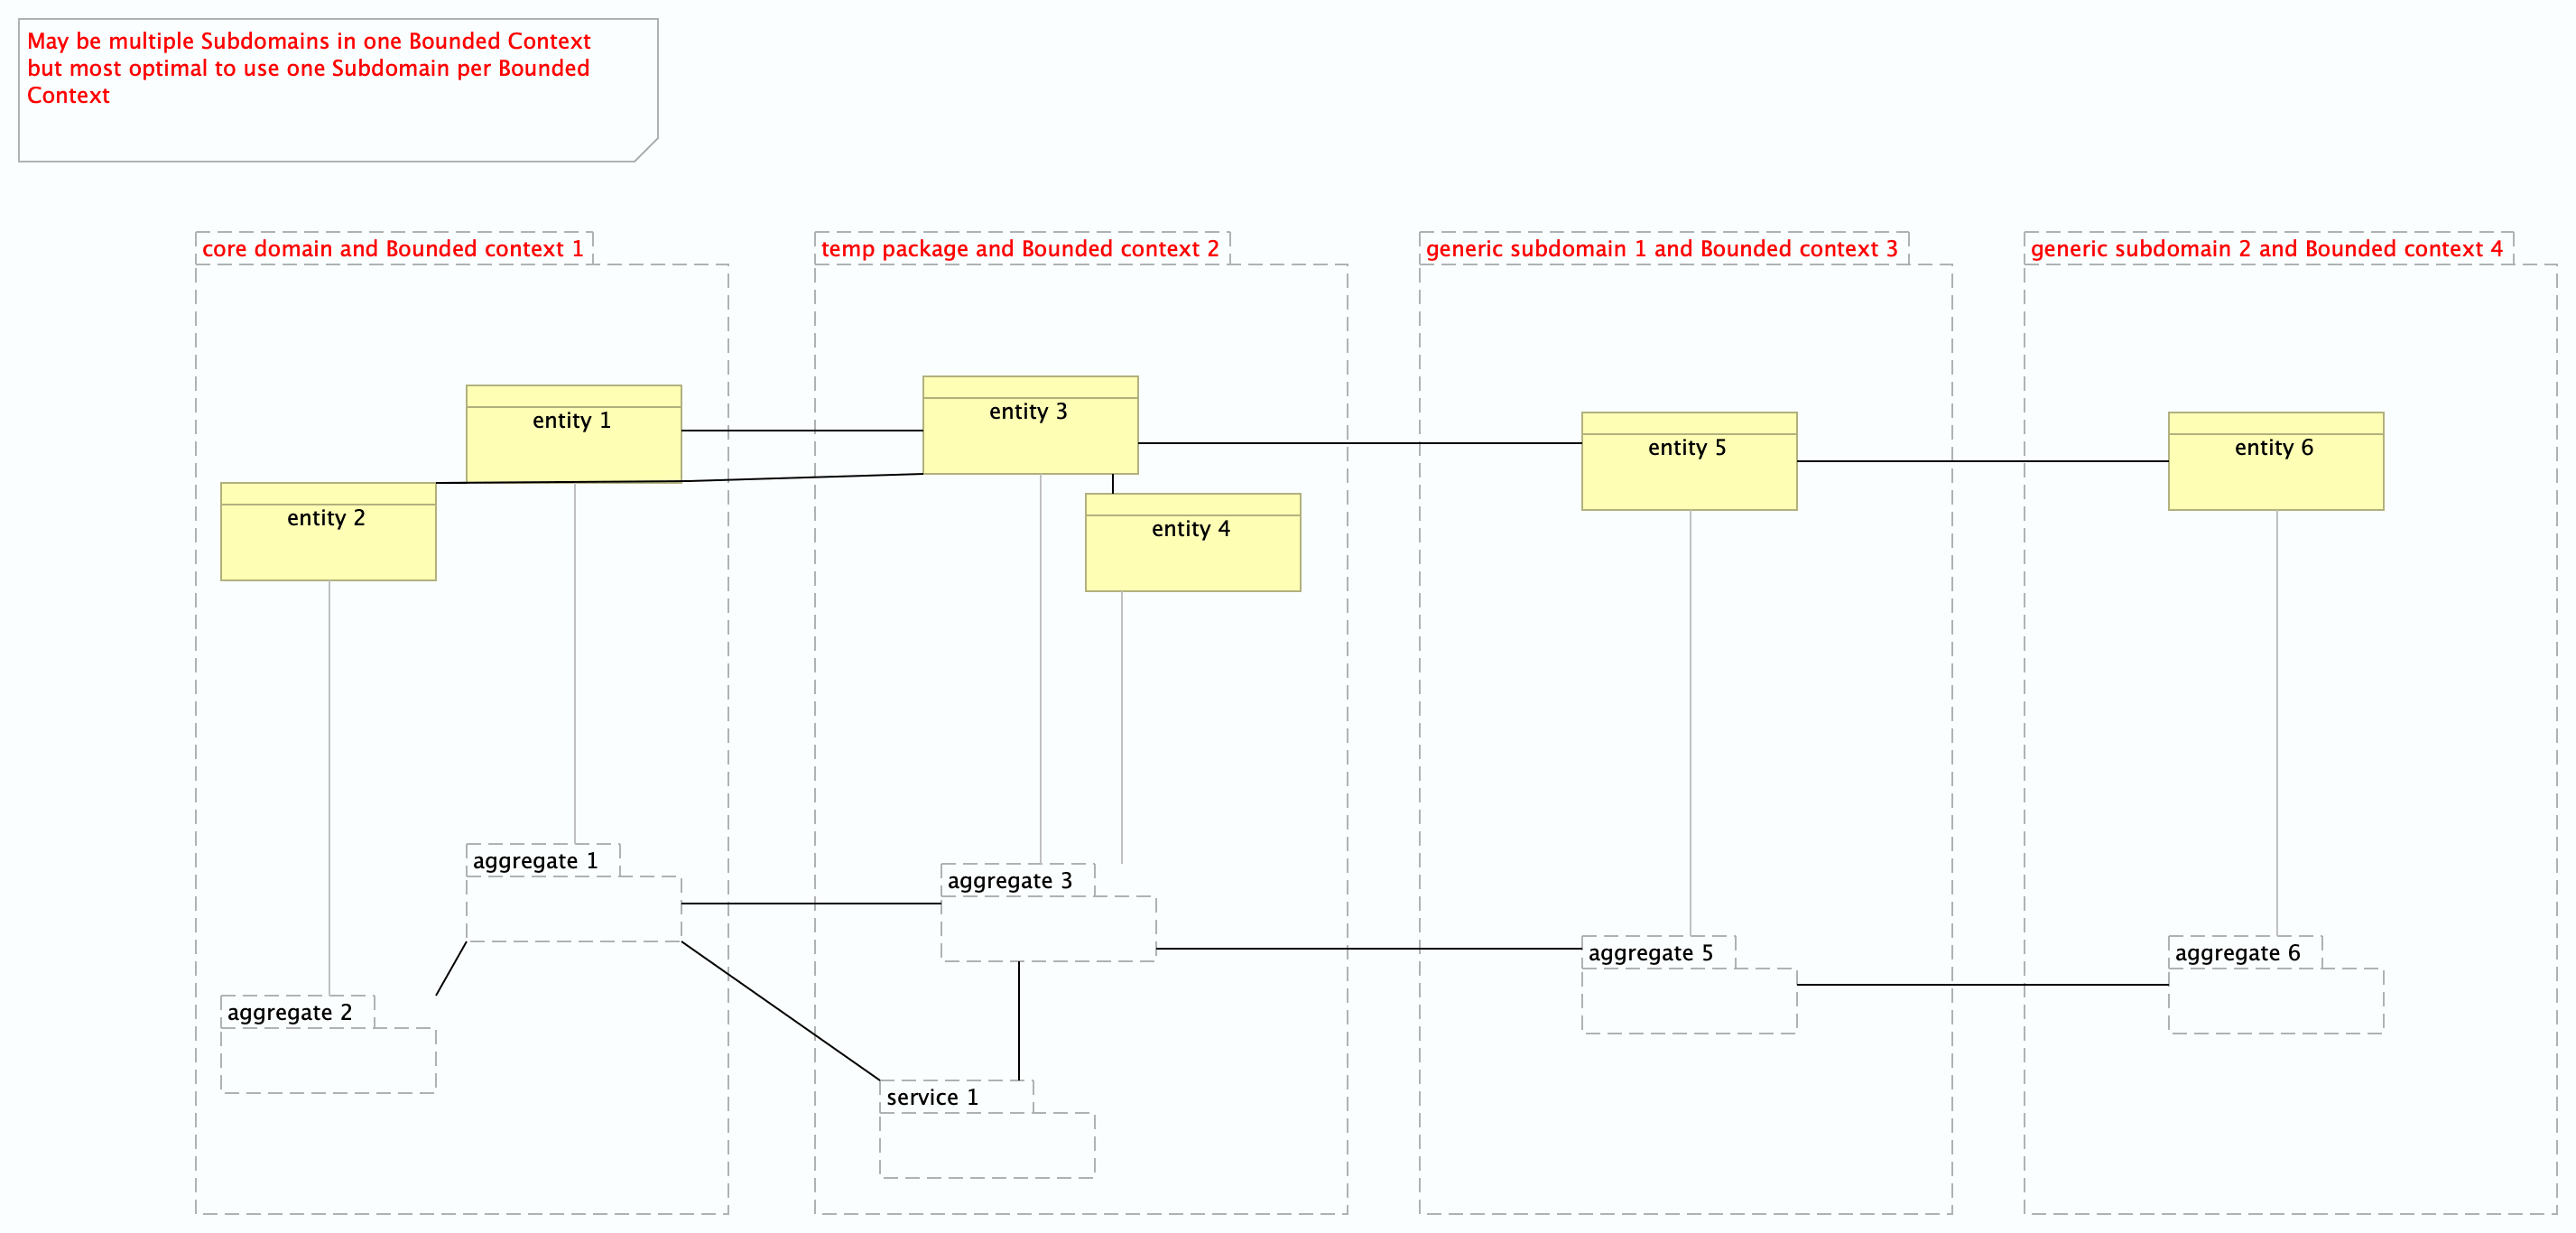 May be multiple Subdomains in one Bounded Context
but most optimal to use one Subdomain per Bounded
Context
core domain and Bounded context 1
temp package and Bounded context 2
generic subdomain 1 and Bounded context 3
generic subdomain 2 and Bounded context 4
entity 1
entity 3
entity 5
entity 6
entity 2
entity 4
aggregate 1
aggregate 3
aggregate 5
aggregate 6
aggregate 2
service 1